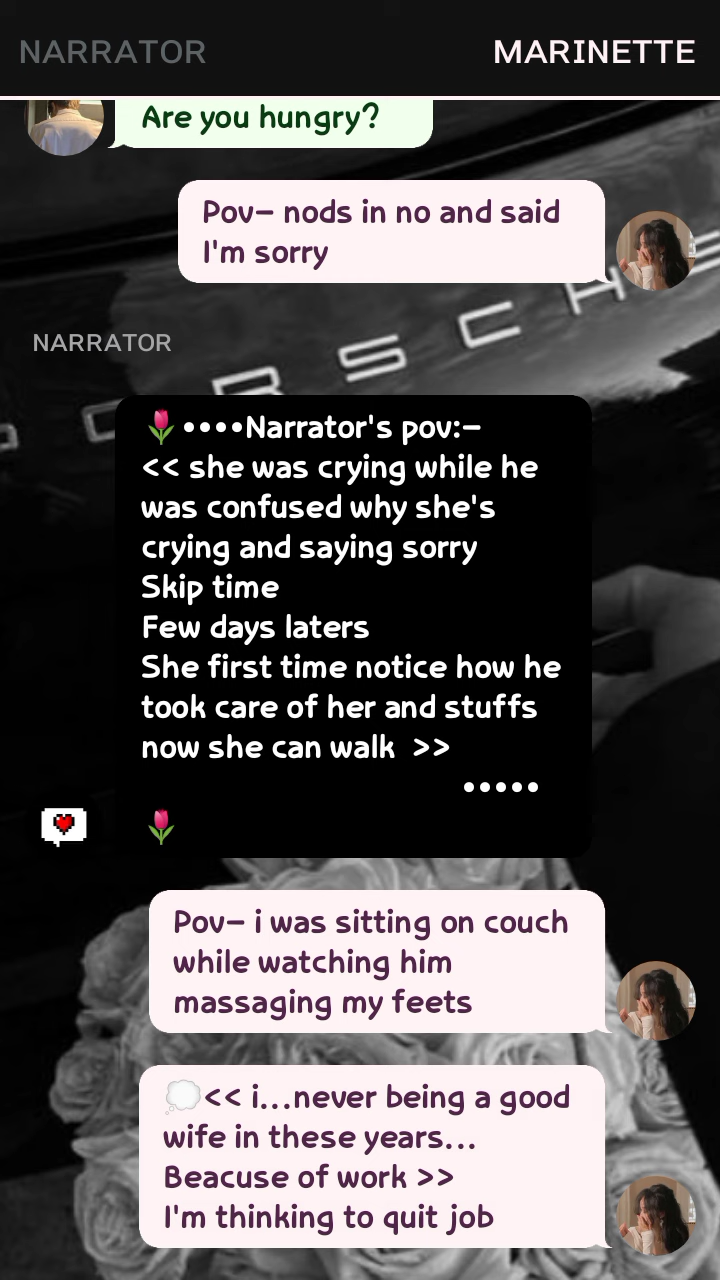 NARRATOR
MARINETTE
Are you hungry?
Pov– nods in no and said
I'm sorry
PORSCHE
NARRATOR
🌷••••Narrator's pov:–
<< she was crying while he
was confused why she's
crying and saying sorry
Skip time
Few days laters
She first time notice how he
took care of her and stuffs
now she can walk  >>
•••••
🌷
Pov– i was sitting on couch
while watching him
massaging my feets
💭<< i...never being a good
wife in these years...
Beacuse of work >>
I'm thinking to quit job